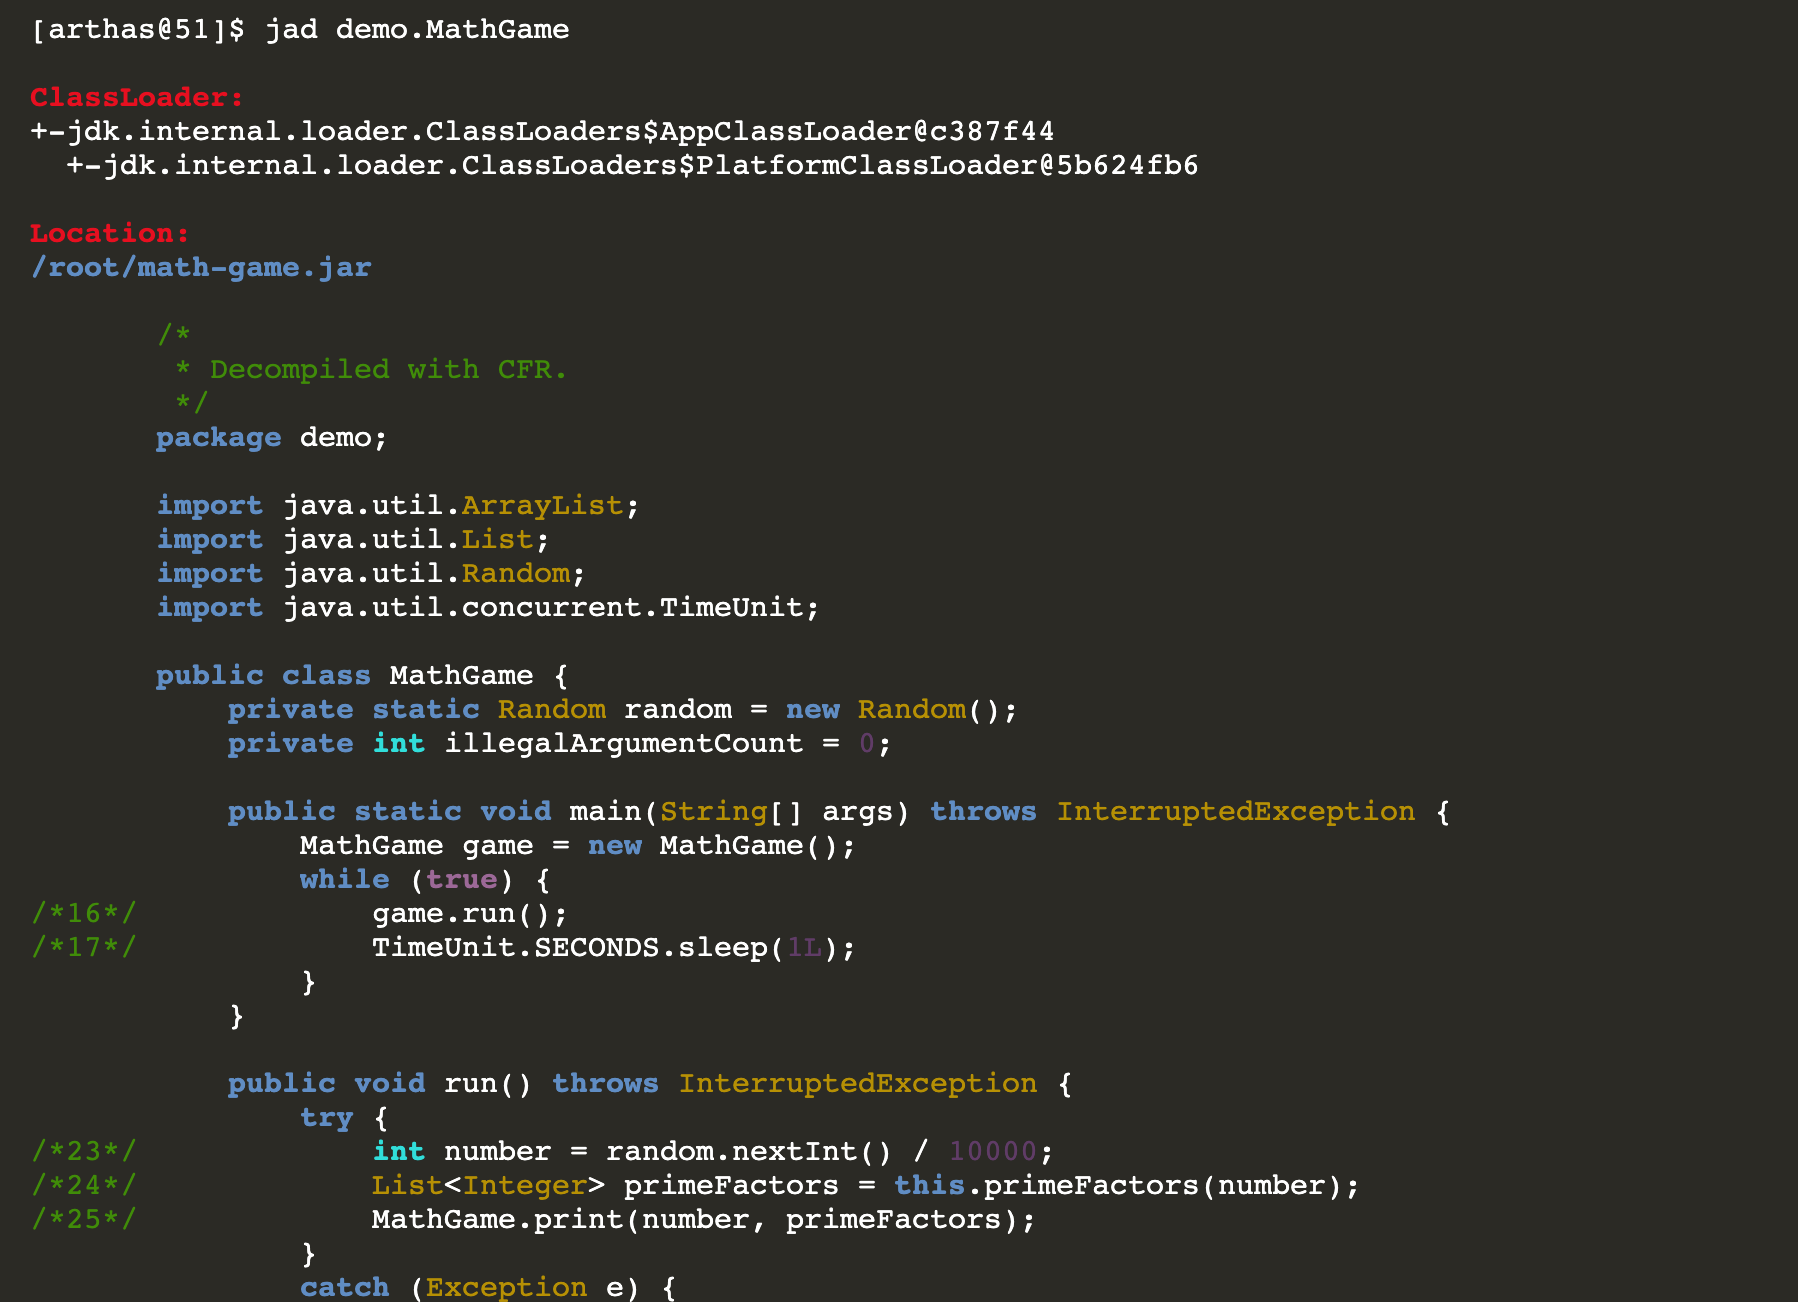 [arthas@51]$ jad demo.MathGame

ClassLoader:
+-jdk.internal.loader.ClassLoaders$AppClassLoader@c387f44
  +-jdk.internal.loader.ClassLoaders$PlatformClassLoader@5b624fb6

Location:
/root/math-game.jar

       /*
        * Decompiled with CFR.
        */
       package demo;

       import java.util.ArrayList;
       import java.util.List;
       import java.util.Random;
       import java.util.concurrent.TimeUnit;

       public class MathGame {
           private static Random random = new Random();
           private int illegalArgumentCount = 0;

           public static void main(String[] args) throws InterruptedException {
               MathGame game = new MathGame();
               while (true) {
/*16*/             game.run();
/*17*/             TimeUnit.SECONDS.sleep(1L);
               }
           }

           public void run() throws InterruptedException {
               try {
/*23*/             int number = random.nextInt() / 10000;
/*24*/             List<Integer> primeFactors = this.primeFactors(number);
/*25*/             MathGame.print(number, primeFactors);
               }
               catch (Exception e) {